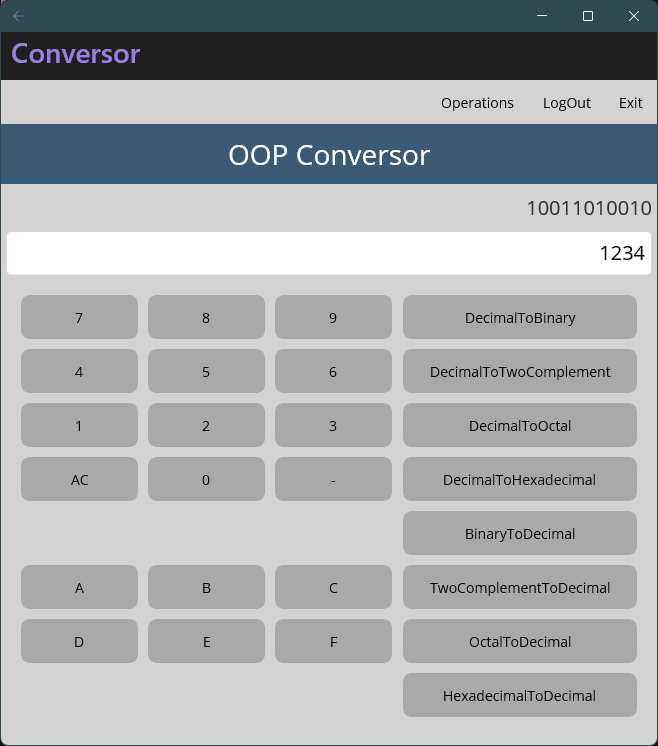 Conversor
Operations LogOut Exit
OOP Conversor
10011010010
1234
7 8 9 DecimalToBinary
4 5 6 DecimalToTwoComplement
1 2 3 DecimalToOctal
AC 0 - DecimalToHexadecimal
BinaryToDecimal
A B C TwoComplementToDecimal
D E F OctalToDecimal
HexadecimalToDecimal